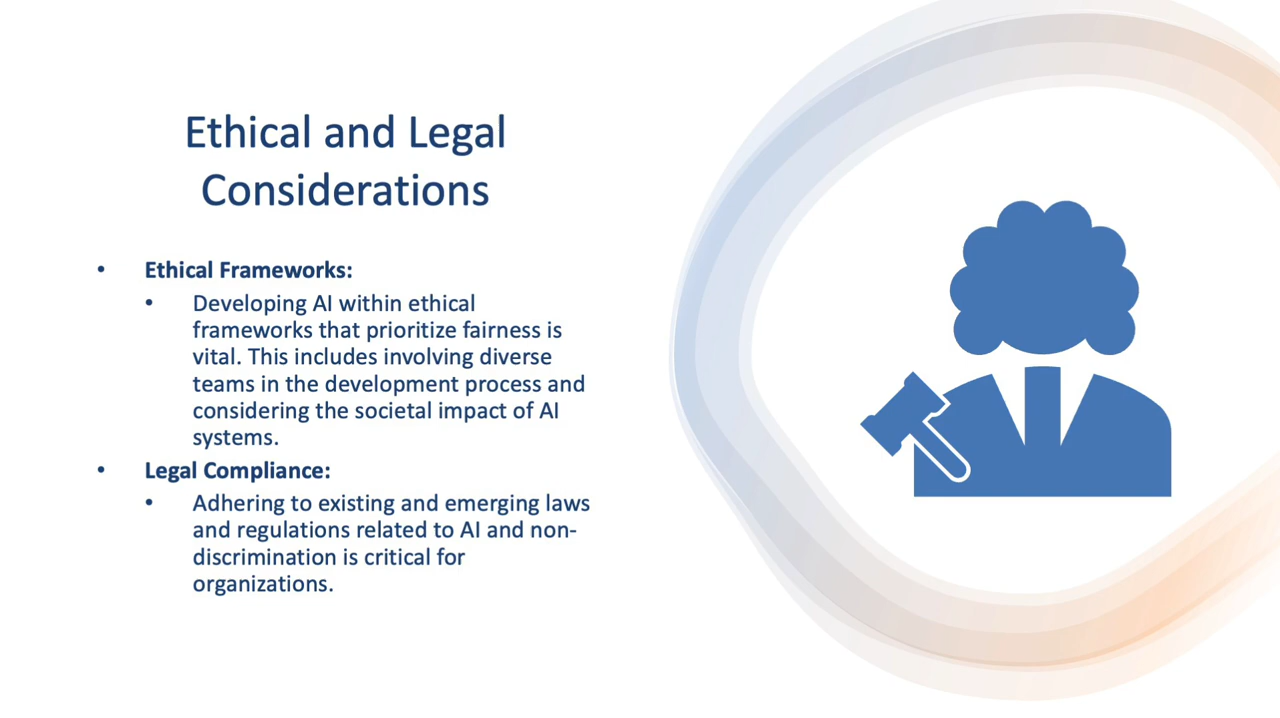 Ethical and Legal
Considerations
• Ethical Frameworks:
• Developing AI within ethical
frameworks that prioritize fairness is
vital. This includes involving diverse
teams in the development process and
considering the societal impact of AI
systems.
• Legal Compliance:
• Adhering to existing and emerging laws
and regulations related to AI and non-
discrimination is critical for
organizations.